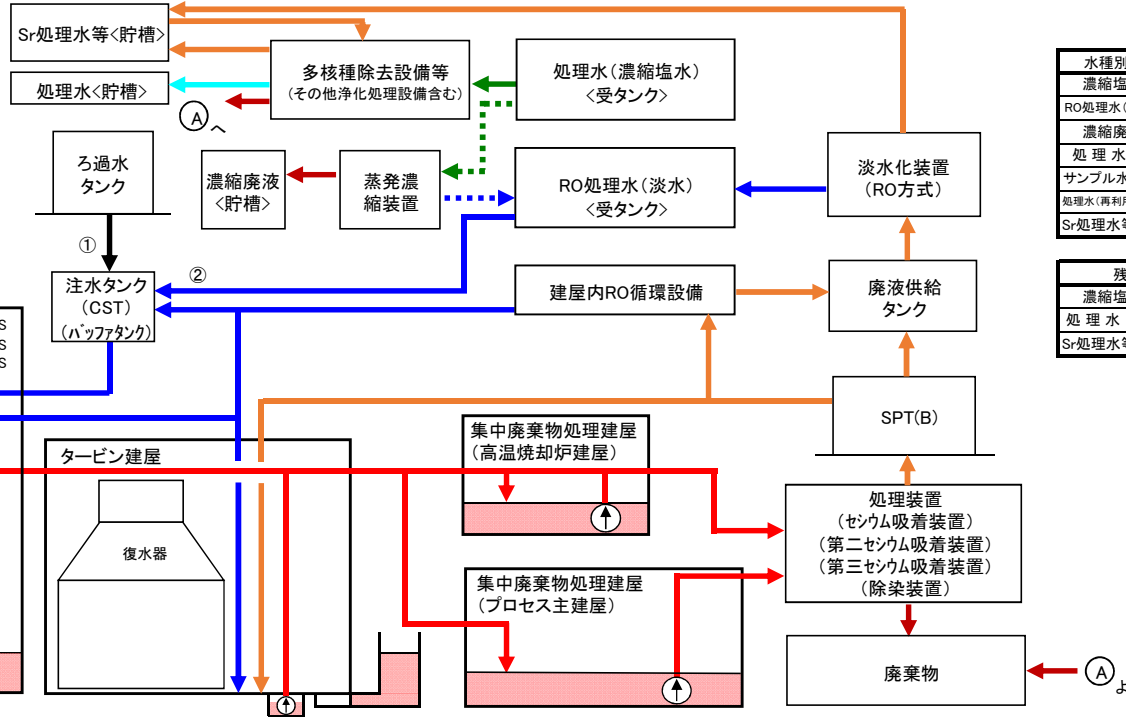 Sr処理水等<貯槽>
処理水<貯槽>
多核種除去設備等
(その他浄化処理設備含む)
Aへ
処理水(濃縮塩水)
<受タンク>
ろ過水
タンク
濃縮廃液
<貯槽>
蒸発濃
縮装置
RO処理水(淡水)
<受タンク>
淡水化装置
(RO方式)
①
②
注水タンク
(CST)
(バッファタンク)
建屋内RO循環設備
廃液供給
タンク
S
S
S
SPT(B)
タービン建屋
復水器
集中廃棄物処理建屋
(高温焼却炉建屋)
集中廃棄物処理建屋
(プロセス主建屋)
処理装置
(セシウム吸着装置)
(第二セシウム吸着装置)
(第三セシウム吸着装置)
(除染装置)
廃棄物
Aよ
水種別
濃縮塩
RO処理水(
濃縮廃
処理水
サンプル水
処理水(再利用
Sr処理水等
残
濃縮塩
処理水
Sr処理水等